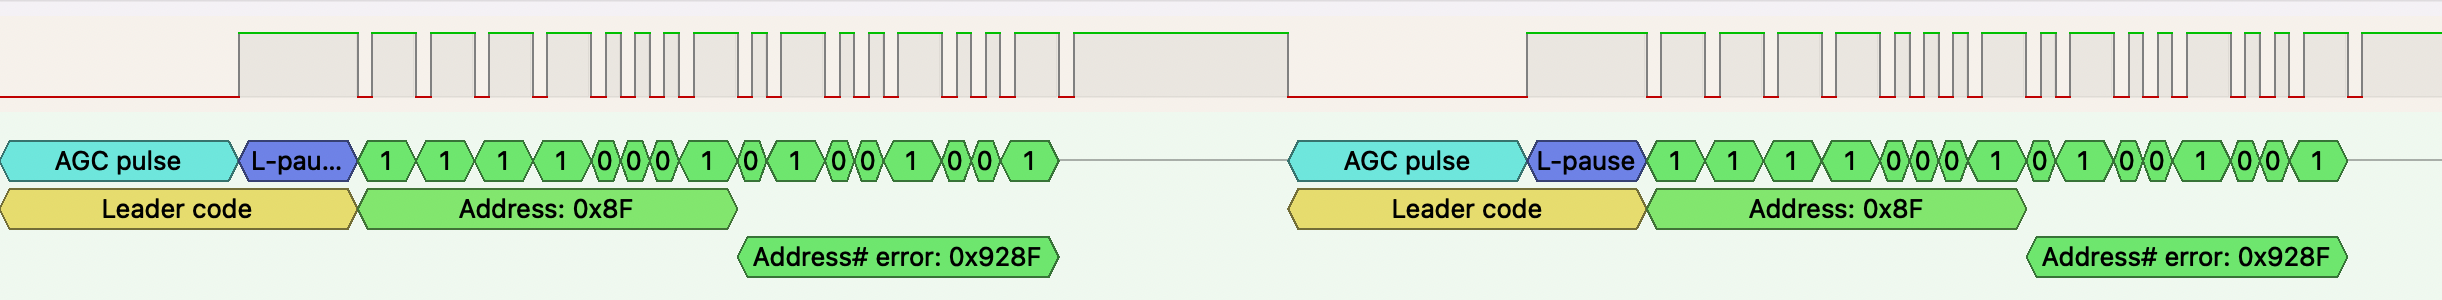 AGC pulse L-pau... 1 1 1 1 0 0 0 1 0 1 0 0 1 0 0 1 AGC pulse L-pause 1 1 1 1 0 0 0 1 0 1 0 0 1 0 0 1
Leader code Address: 0x8F Leader code Address: 0x8F
Address# error: 0x928F Address# error: 0x928F